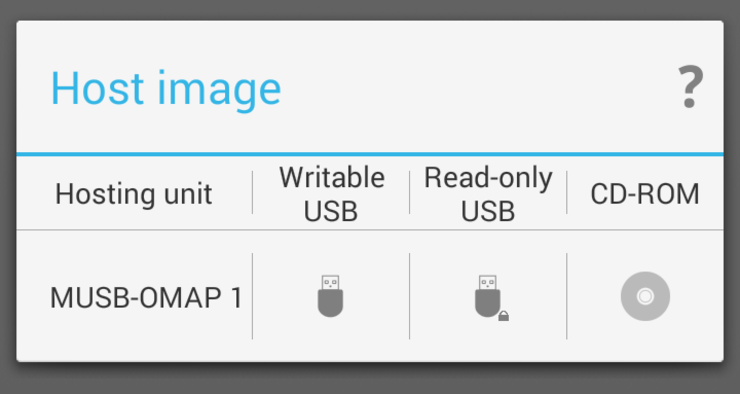 Host image
?
Hosting unit
Writable
USB
Read-only
USB
CD-ROM
MUSB-OMAP 1